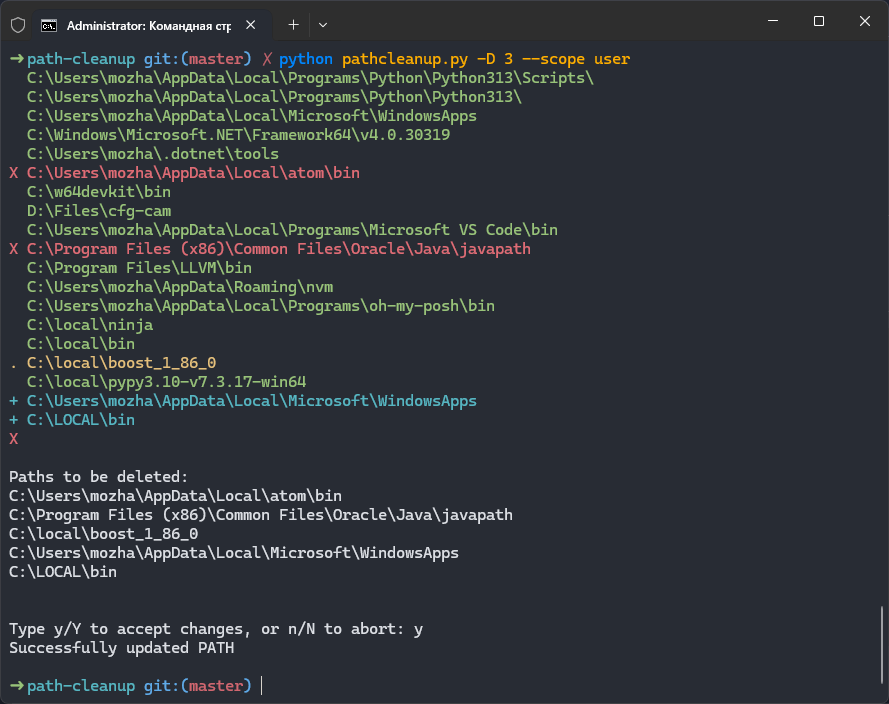 Administrator: Командная стр
➔path-cleanup git:(master) ✗ python pathcleanup.py -D 3 --scope user
C:\Users\mozha\AppData\Local\Programs\Python\Python313\Scripts\
C:\Users\mozha\AppData\Local\Programs\Python\Python313\
C:\Users\mozha\AppData\Local\Microsoft\WindowsApps
C:\Windows\Microsoft.NET\Framework64\v4.0.30319
C:\Users\mozha\.dotnet\tools
X C:\Users\mozha\AppData\Local\atom\bin
C:\w64devkit\bin
D:\Files\cfg-cam
C:\Users\mozha\AppData\Local\Programs\Microsoft VS Code\bin
X C:\Program Files (x86)\Common Files\Oracle\Java\javapath
C:\Program Files\LLVM\bin
C:\Users\mozha\AppData\Roaming\nvm
C:\Users\mozha\AppData\Local\Programs\oh-my-posh\bin
C:\local\ninja
C:\local\bin
. C:\local\boost_1_86_0
C:\local\pypy3.10-v7.3.17-win64
+ C:\Users\mozha\AppData\Local\Microsoft\WindowsApps
+ C:\LOCAL\bin
X
Paths to be deleted:
C:\Users\mozha\AppData\Local\atom\bin
C:\Program Files (x86)\Common Files\Oracle\Java\javapath
C:\local\boost_1_86_0
C:\Users\mozha\AppData\Local\Microsoft\WindowsApps
C:\LOCAL\bin
Type y/Y to accept changes, or n/N to abort: y
Successfully updated PATH
➔path-cleanup git:(master)